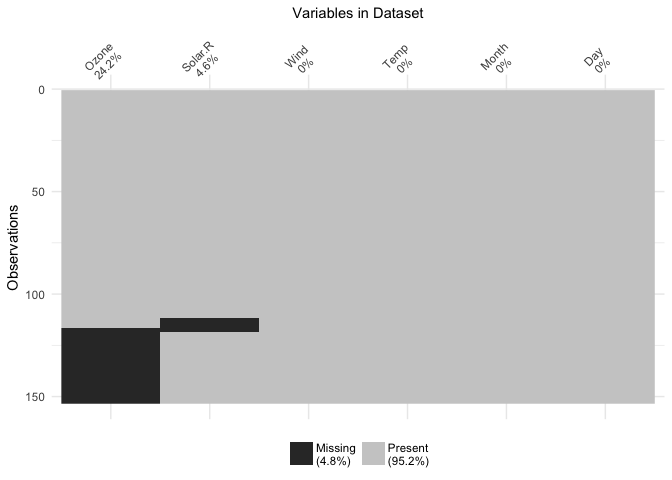 Variables in Dataset
Ozone
24.2%
Solar.R
4.6%
Wind
0%
Temp
0%
Month
0%
Day
0%
0
50
100
150
Observations
Missing
(4.8%)
Present
(95.2%)